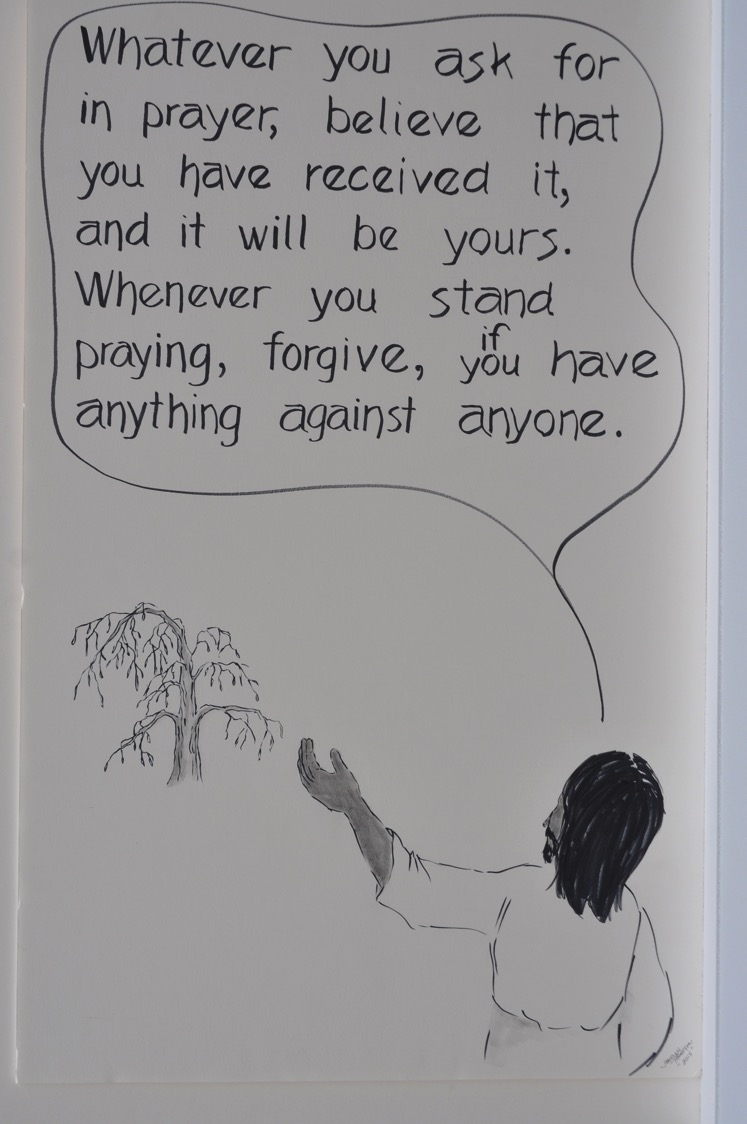 Whatever you ask for
in prayer, believe that
you have received it,
and it will be yours.
Whenever you stand
praying, forgive, if you have
anything against anyone.